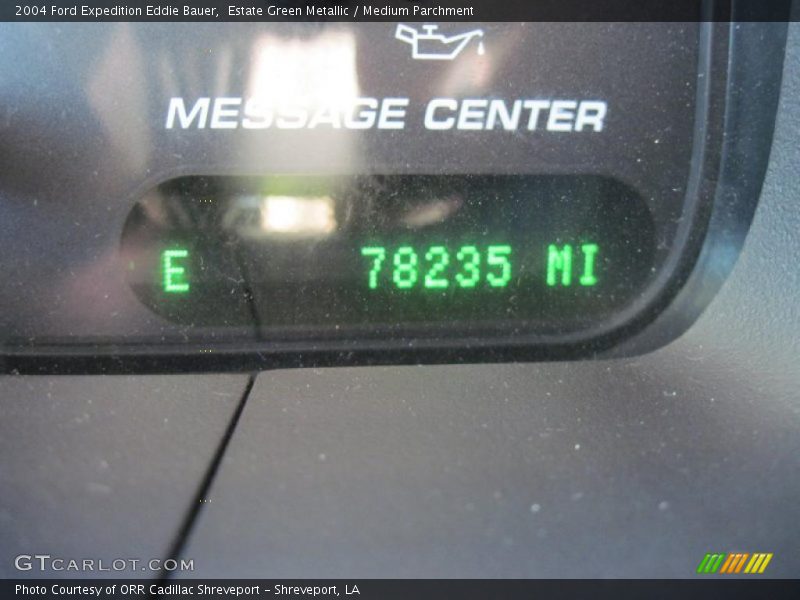 2004 Ford Expedition Eddie Bauer, Estate Green Metallic / Medium Parchment
MESSAGE CENTER
E 78235 MI
GTCARLOT.COM
Photo Courtesy of ORR Cadillac Shreveport - Shreveport, LA